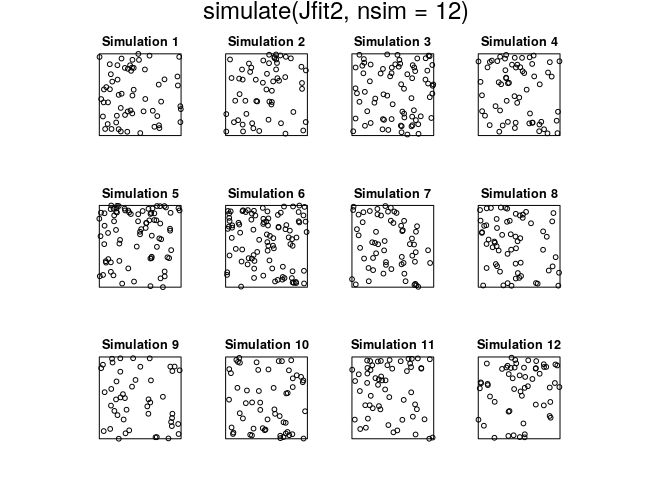 simulate(Jfit2, nsim = 12)
Simulation 1
Simulation 2
Simulation 3
Simulation 4
Simulation 5
Simulation 6
Simulation 7
Simulation 8
Simulation 9
Simulation 10
Simulation 11
Simulation 12